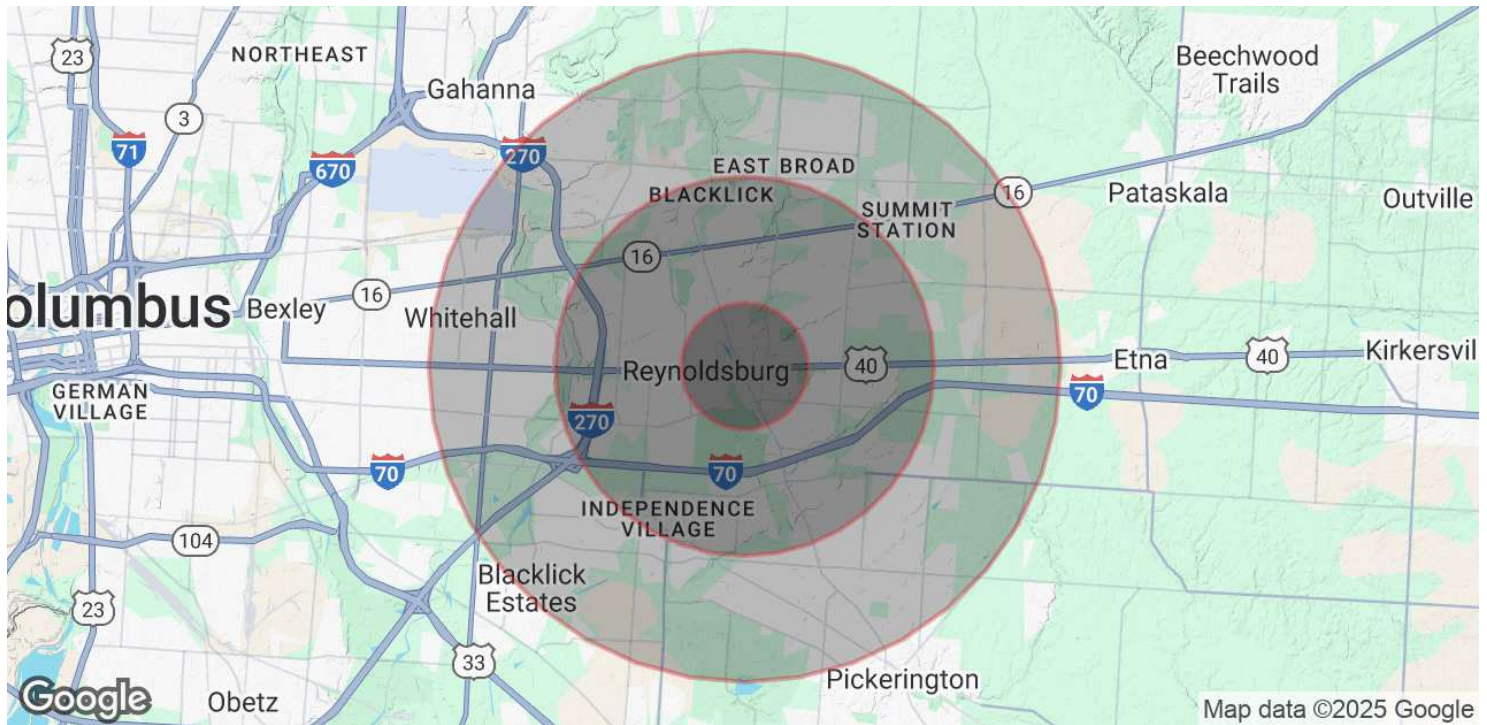 23
NORTHEAST
Beechwood
Trails
Gahanna
3
71
670
270
EAST BROAD
BLACKLICK
16
Pataskala
Outville
SUMMIT
STATION
16
16
olumbus
Bexley
Whitehall
Reynoldsburg
40
Etna
40
Kirkersvil
GERMAN
VILLAGE
270
70
70
70
INDEPENDENCE
VILLAGE
104
Blacklick
Estates
23
33
Pickerington
Obetz
Google
Map data ©2025 Google